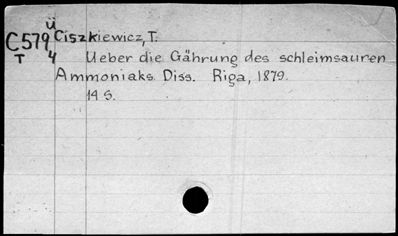 ü
C579 Ciszkiewicz, T.
T 4 Ueber die Gährung des schleimsauren
Ammoniaks Diss. Riga, 1879.
14 S.